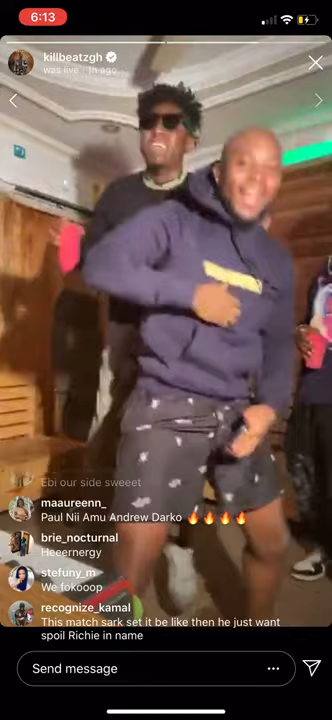 6:13
killbeatzgh
was live · 1h ago
Ebi our side sweeet
maaureenn_
Paul Nii Amu Andrew Darko 🔥🔥🔥🔥
brie_nocturnal
Heeernergy
stefuny_m
We fokooop
recognize_kamal
This match sark set it be like then he just want
spoil Richie in name
Send message